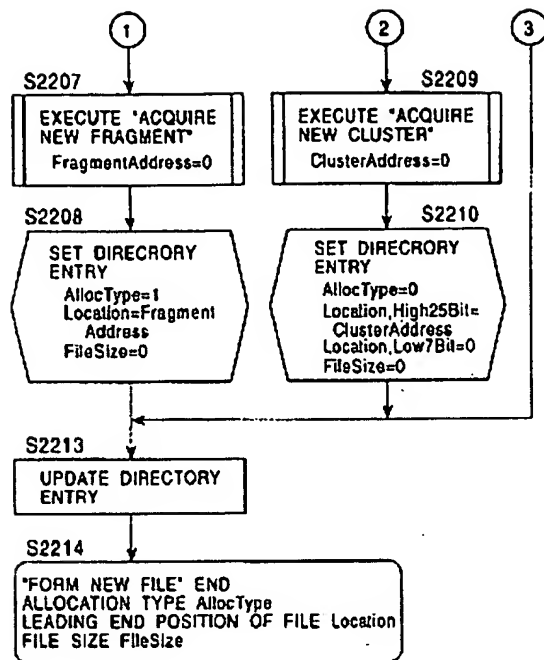 1
2
3
S2207
EXECUTE "ACQUIRE
NEW FRAGMENT"
FragmentAddress=0
S2209
EXECUTE "ACQUIRE
NEW CLUSTER"
ClusterAddress=0
S2208
SET DIRECRORY
ENTRY
AllocType=1
Location=Fragment
Address
FileSize=0
S2210
SET DIRECRORY
ENTRY
AllocType=0
Location,High25Bit=
ClusterAddress
Location,Low7Bit=0
FileSize=0
S2213
UPDATE DIRECTORY
ENTRY
S2214
"FORM NEW FILE" END
ALLOCATION TYPE AllocType
LEADING END POSITION OF FILE Location
FILE SIZE FileSize